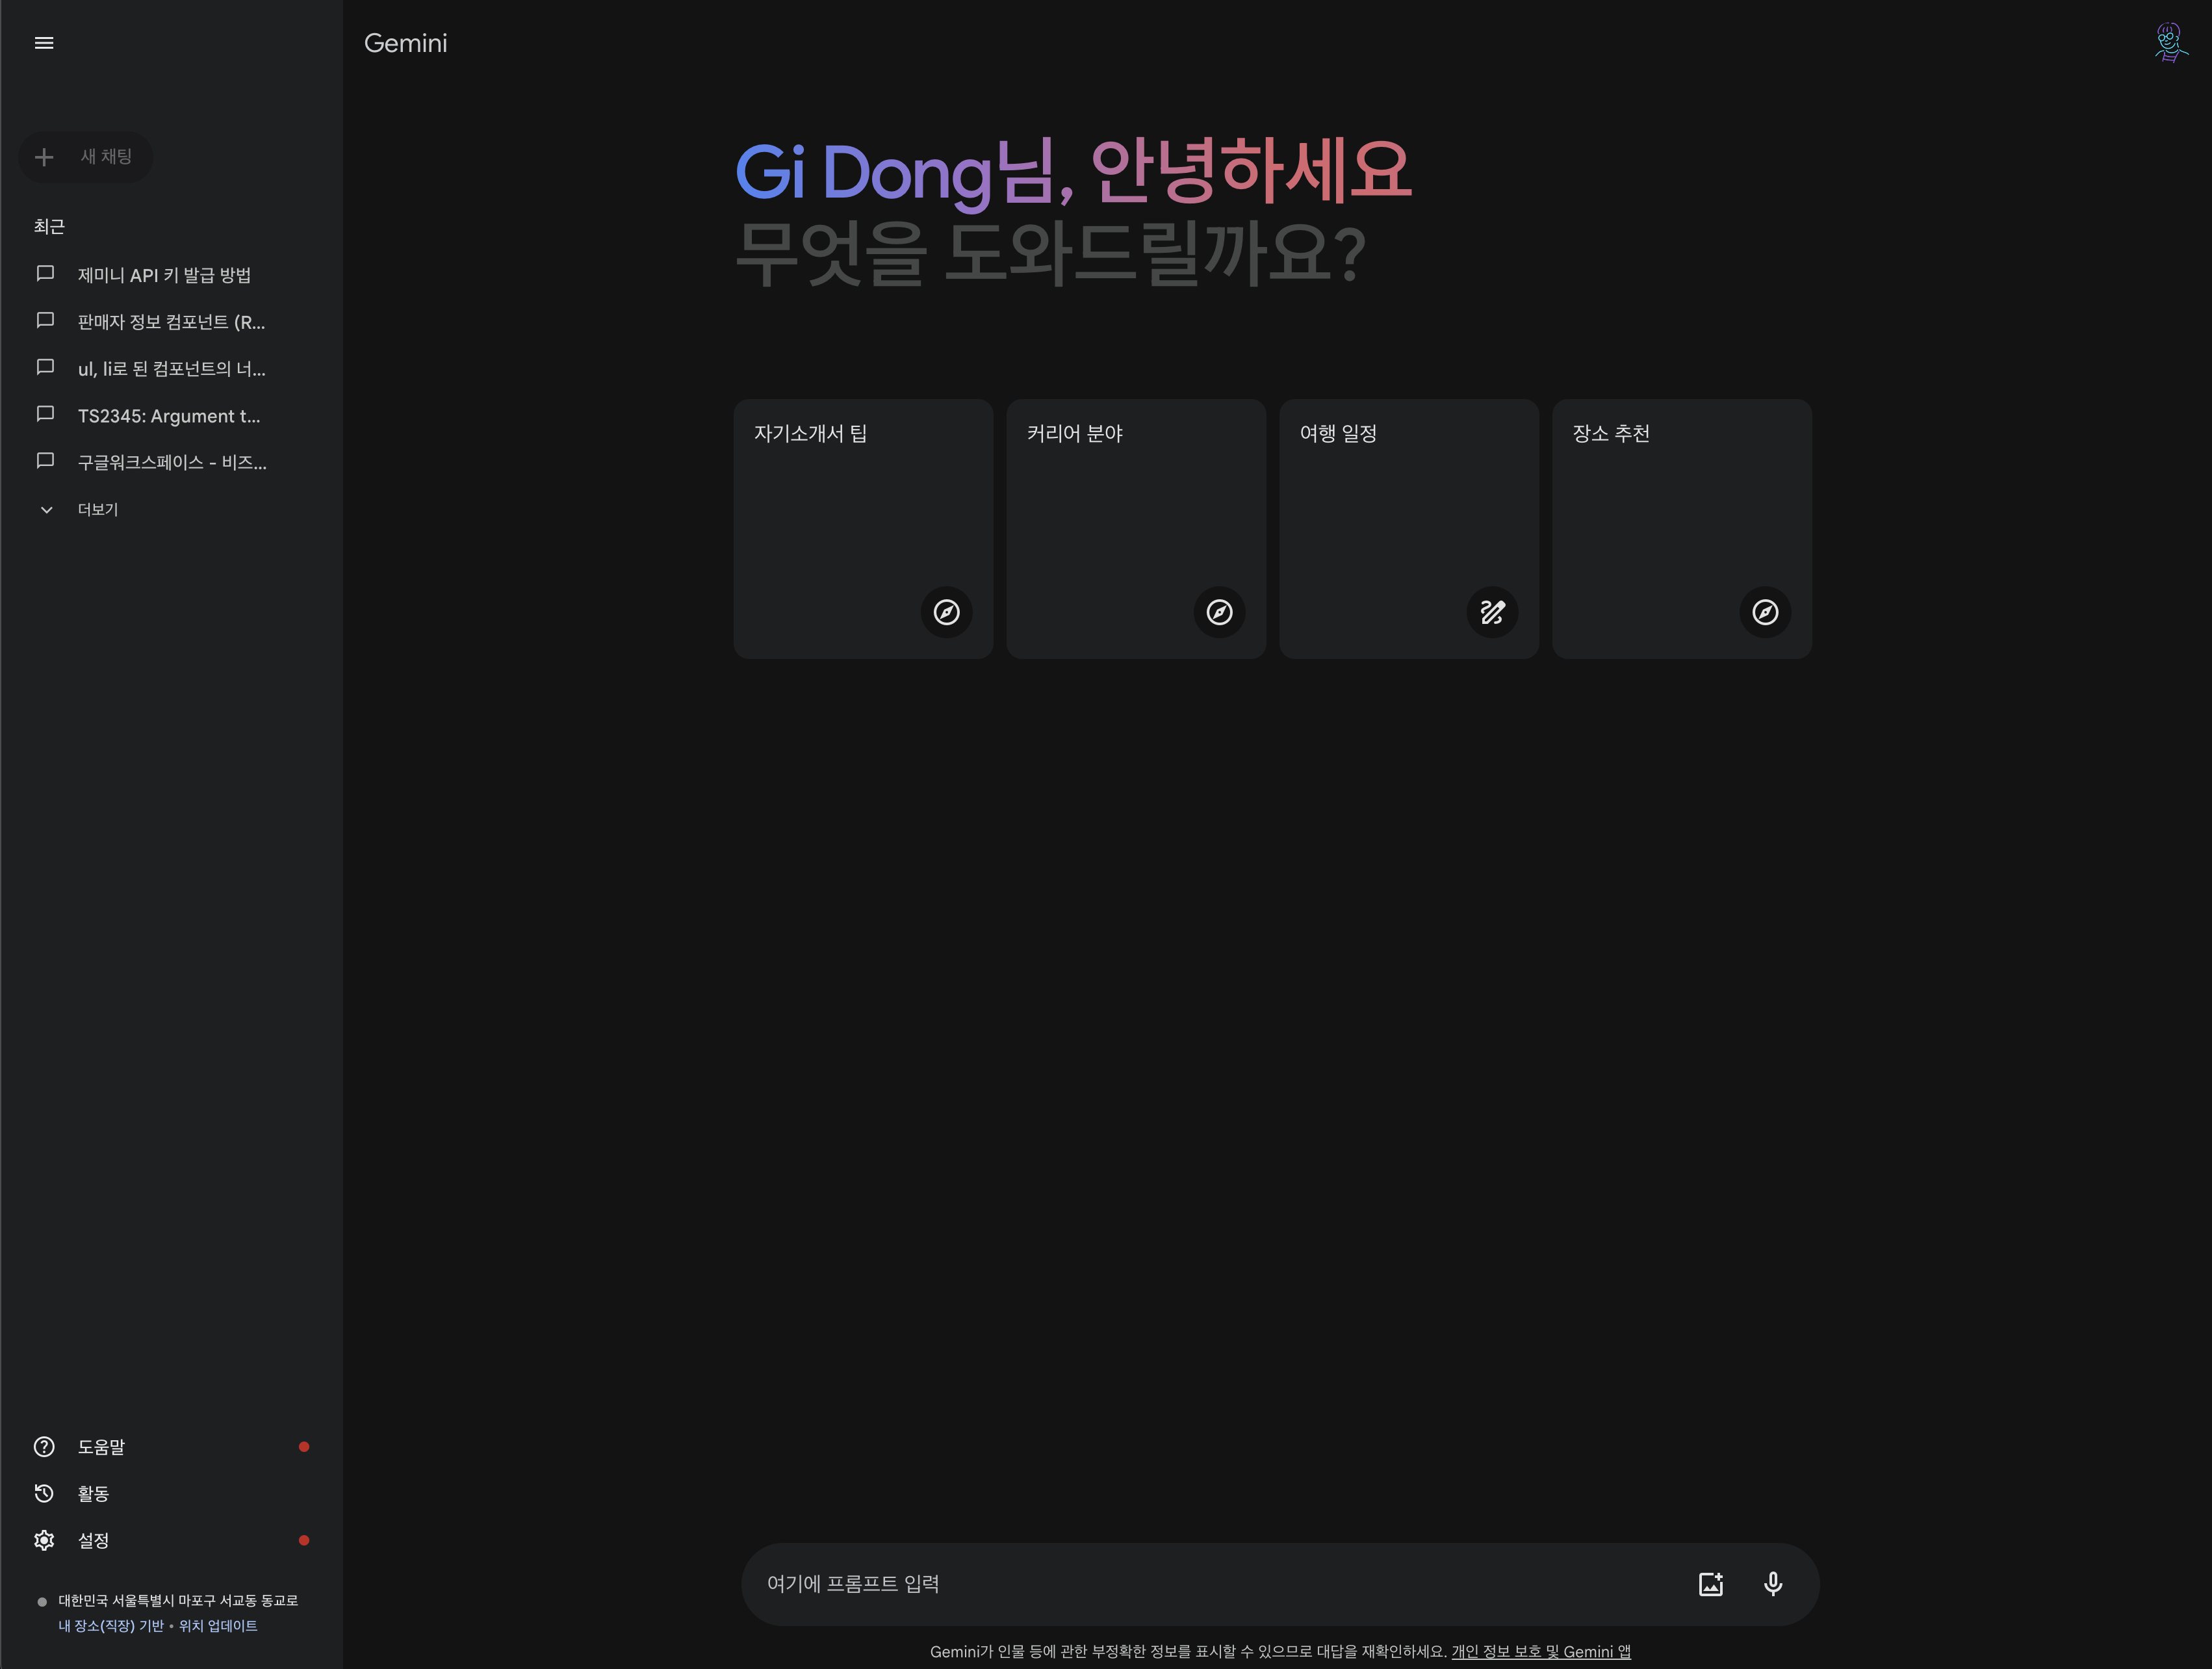 Gemini
새 채팅
최근
제미니 API 키 발급 방법
판매자 정보 컴포넌트 (R...
ul, li로 된 컴포넌트의 너...
TS2345: Argument t...
구글워크스페이스 - 비즈...
더보기
Gi Dong님, 안녕하세요
무엇을 도와드릴까요?
자기소개서 팁
커리어 분야
여행 일정
장소 추천
도움말
활동
설정
대한민국 서울특별시 마포구 서교동 동교로
내 장소(직장) 기반 • 위치 업데이트
여기에 프롬프트 입력
Gemini가 인물 등에 관한 부정확한 정보를 표시할 수 있으므로 대답을 재확인하세요. 개인 정보 보호 및 Gemini 앱